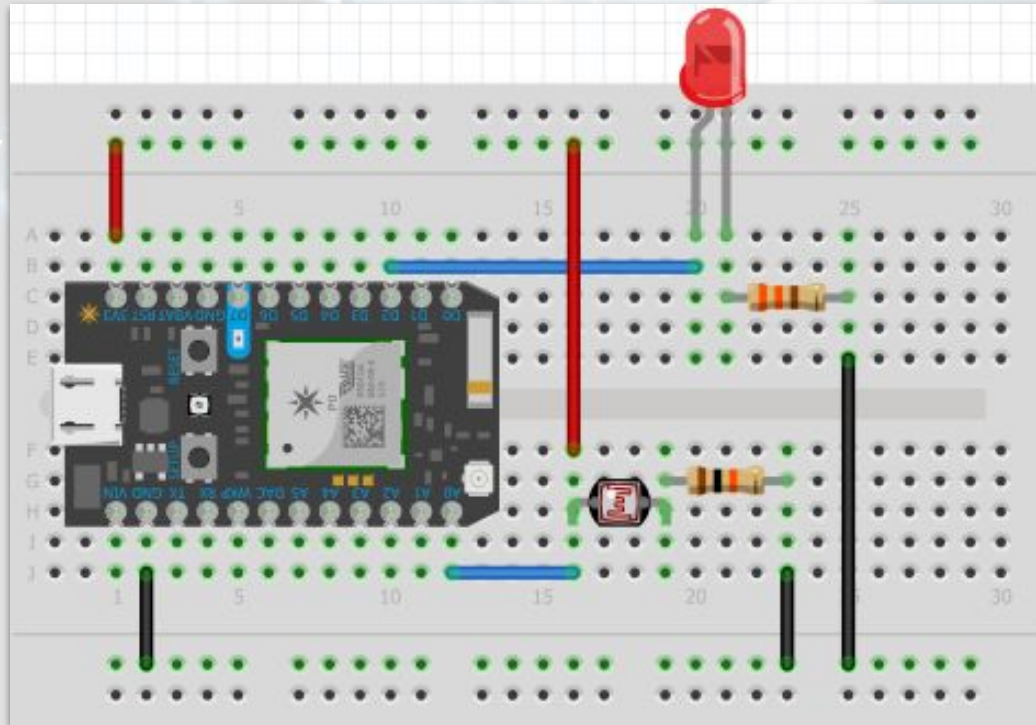 5 10 15 20 25 30
A
B
C
3V3 RST VBAT GND D7 D6 D5 D4 D3 D2 D1 D0
D
RESET
E
P0
F
SETUP
G
VIN GND TX RX WKP DAC A5 A4 A3 A2 A1 A0
H
I
J
1 5 10 15 20 30